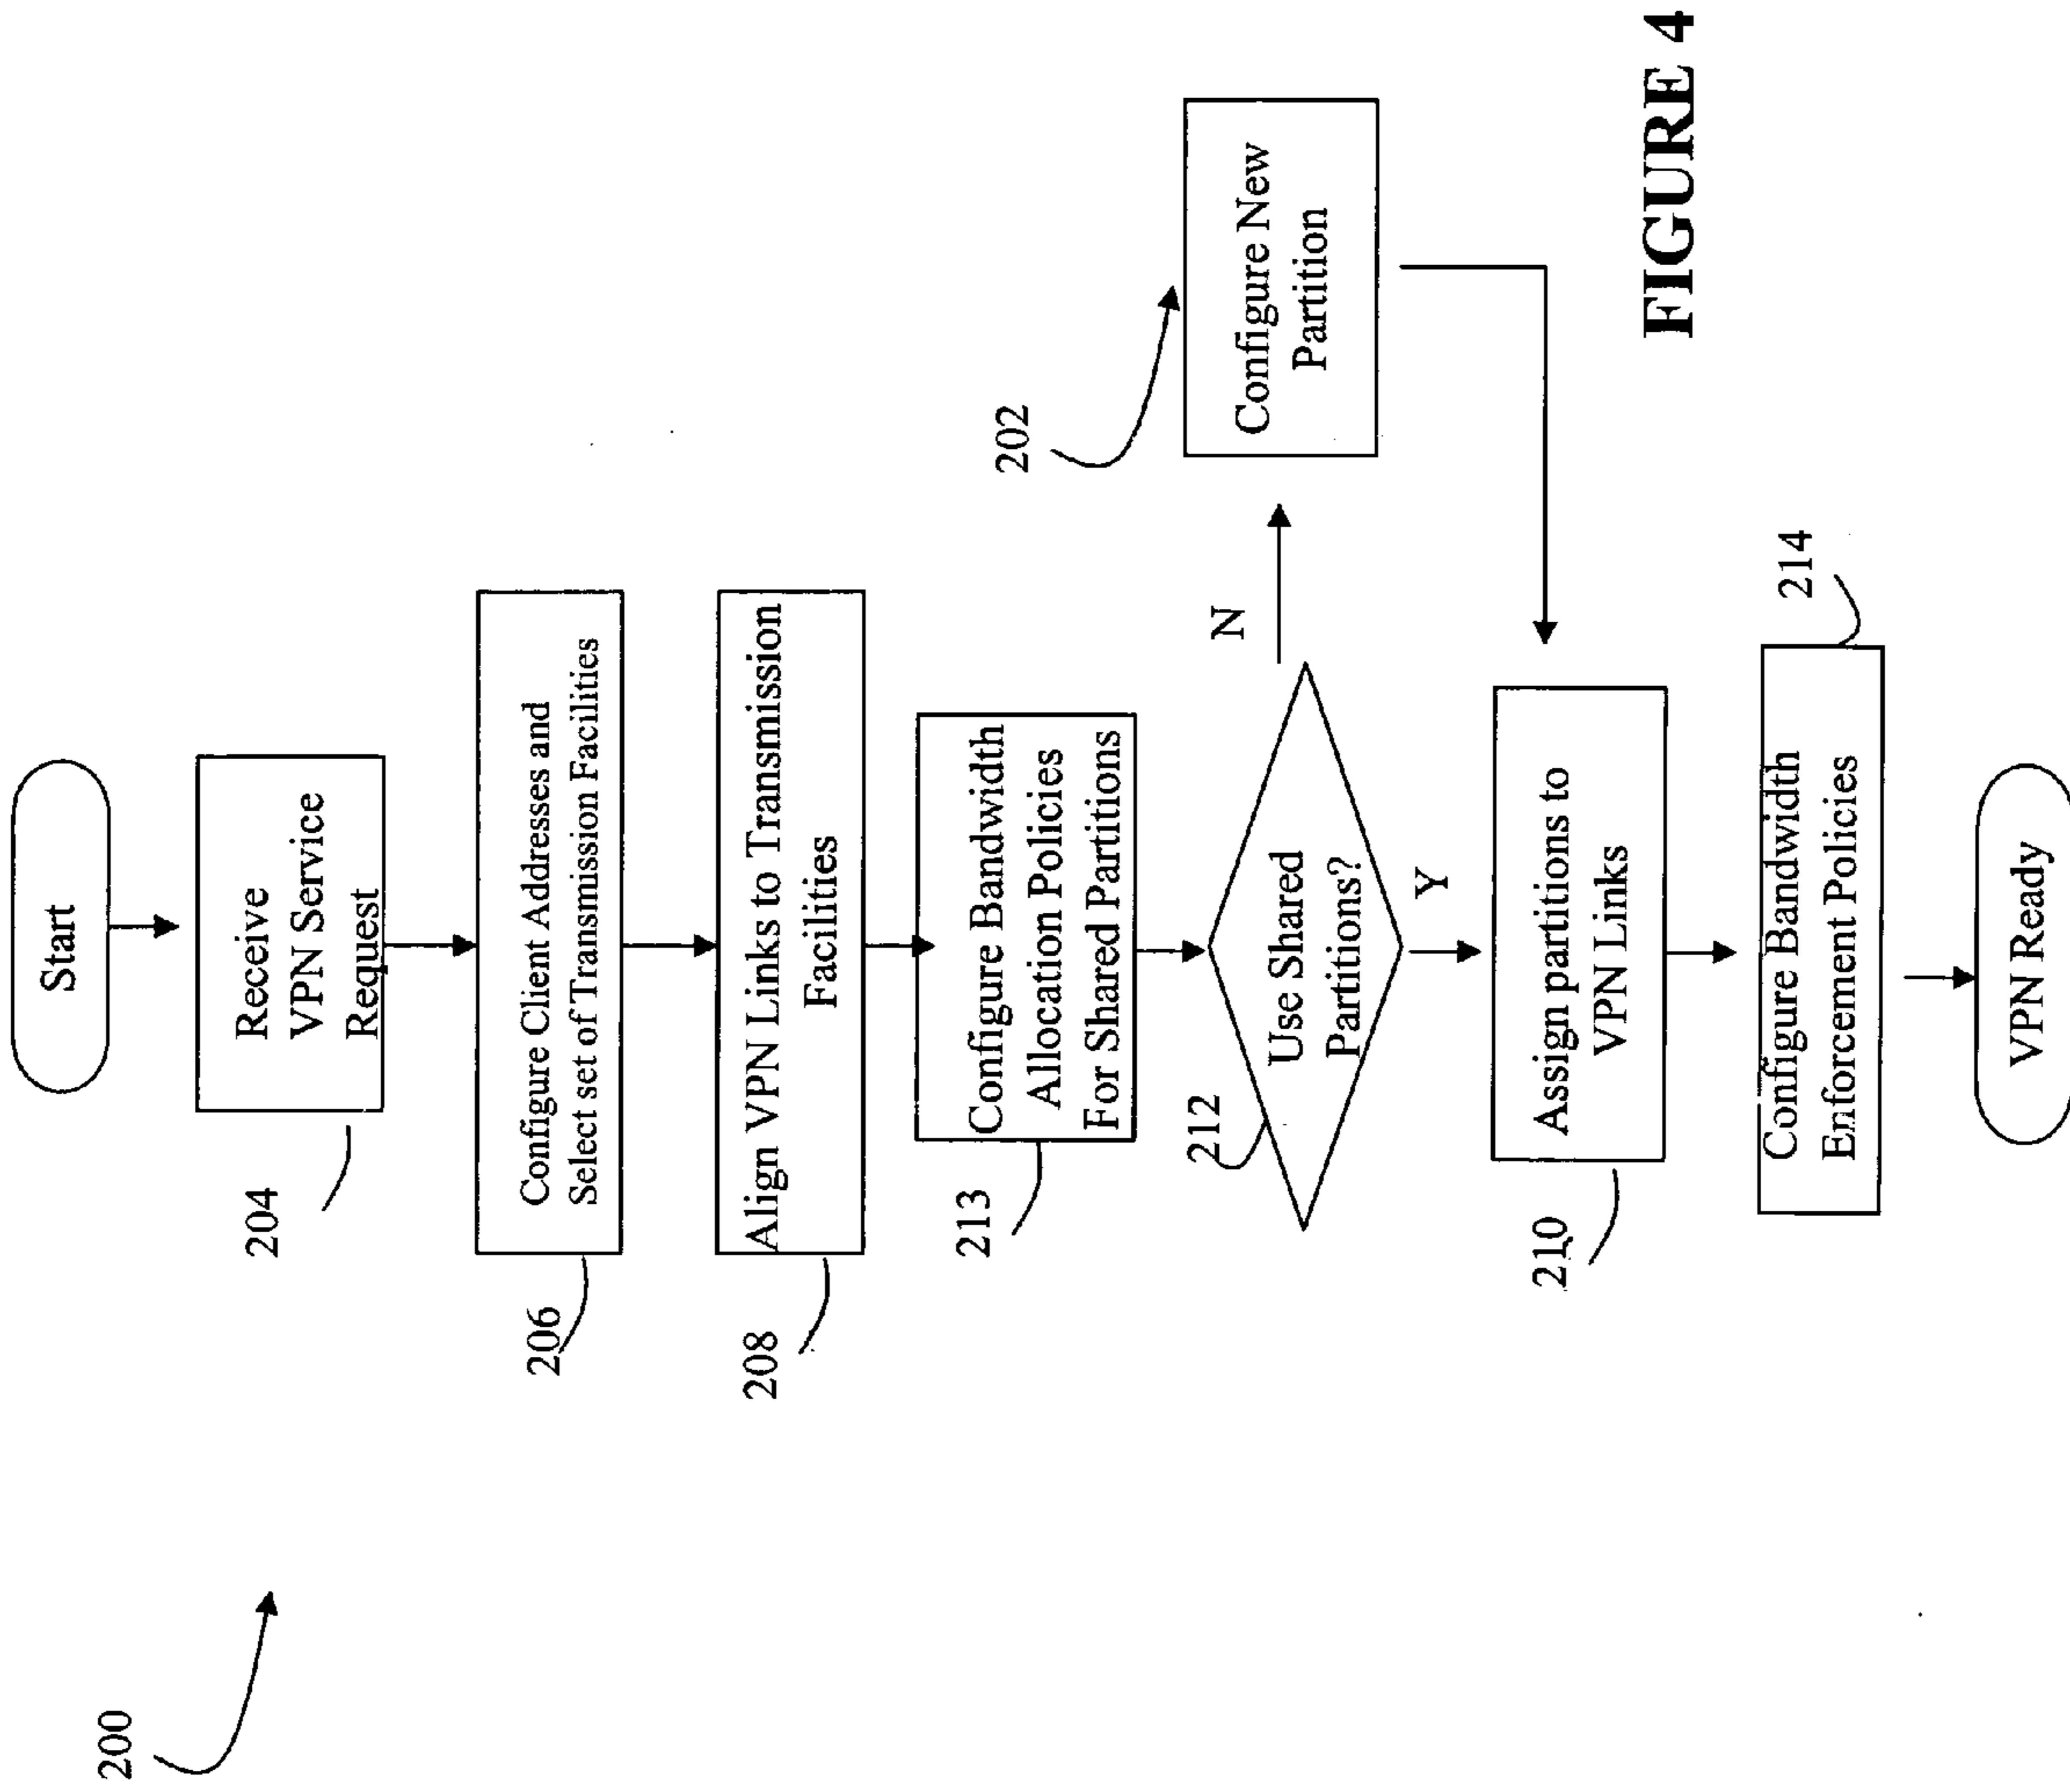 200
Start
204
Receive
VPN Service
Request
206
Configure Client Addresses and
Select set of Transmission Facilities
208
Align VPN Links to Transmission
Facilities
213
Configure Bandwidth
Allocation Policies
For Shared Partitions
212
Use Shared
Partitions?
N
Y
202
Configure New
Partition
210
Assign partitions to
VPN Links
214
Configure Bandwidth
Enforcement Policies
VPN Ready
FIGURE 4